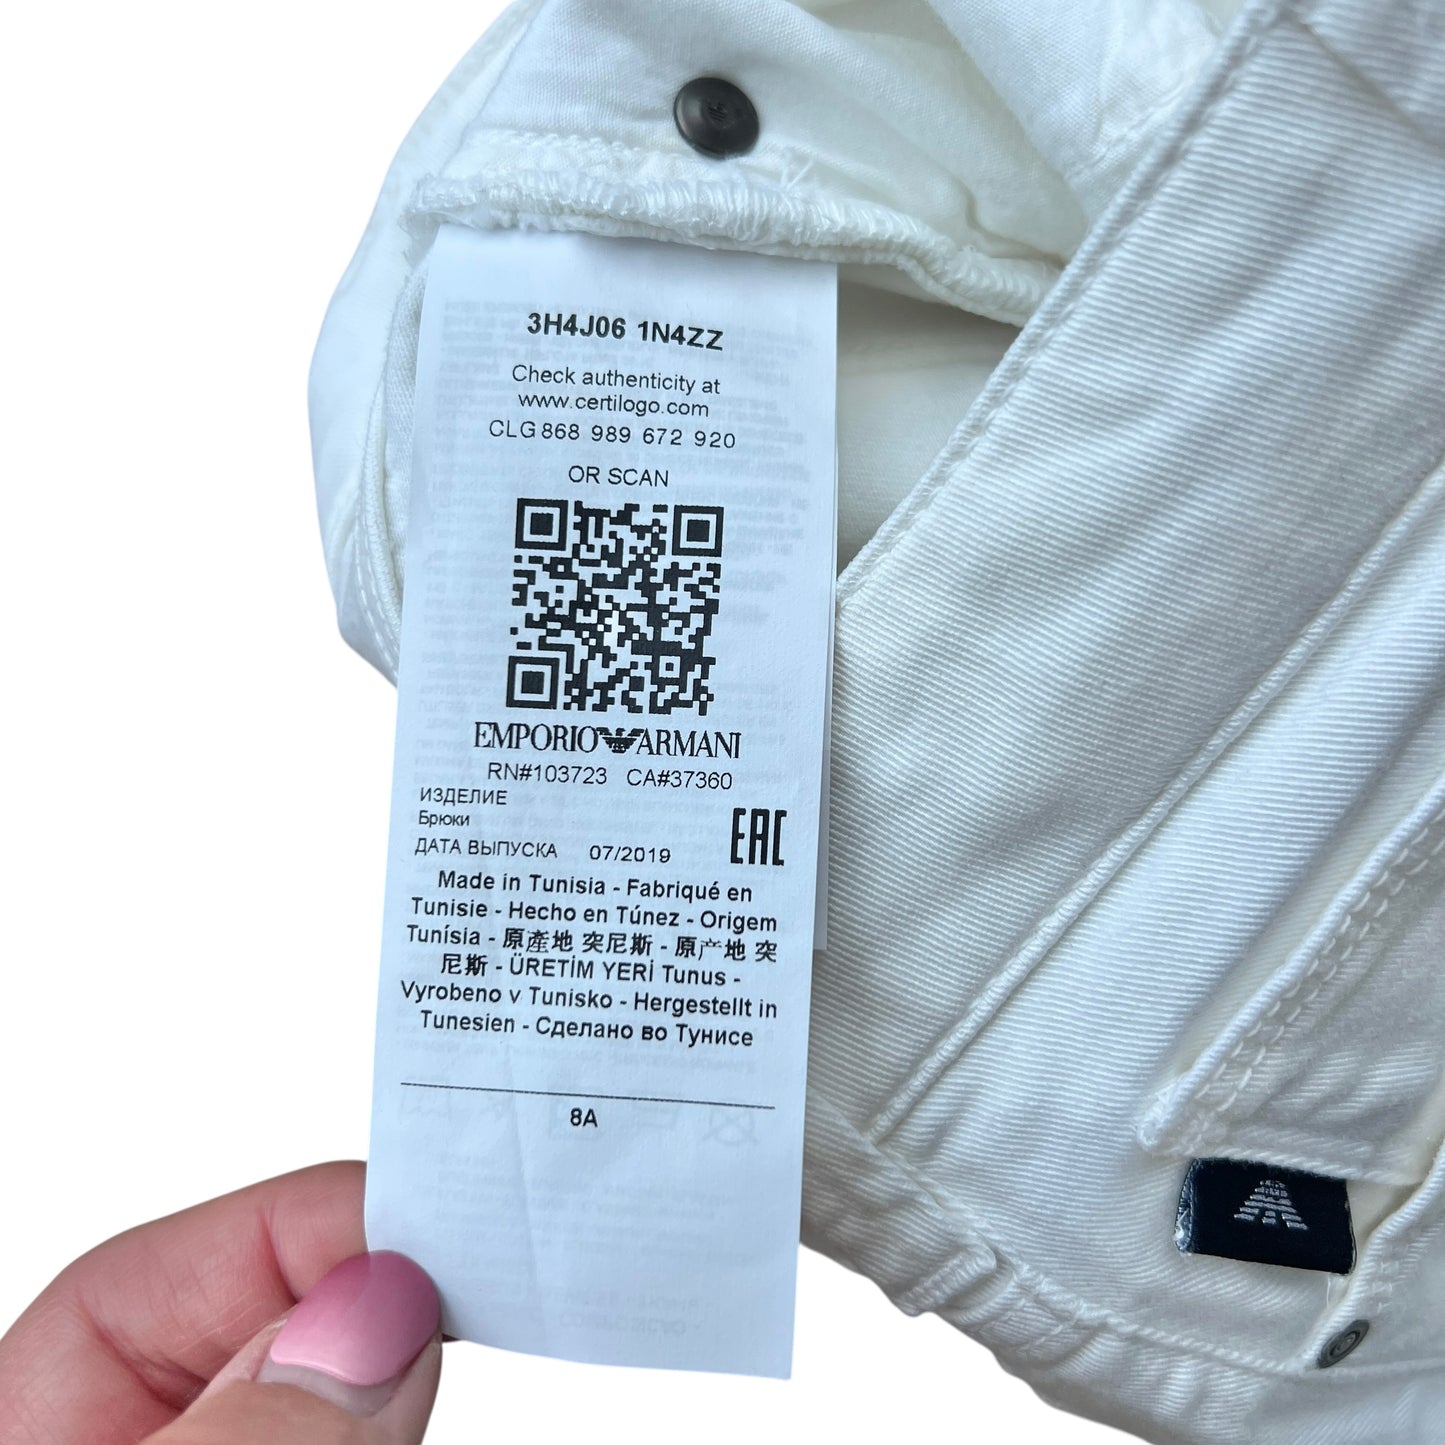 3H4J06 1N4ZZ
Check authenticity at
www.certilogo.com
CLG 868 989 672 920
OR SCAN
EMPORIO ARMANI
RN#103723 CA#37360
ИЗДЕЛИЕ
Брюки
ДАТА ВЫПУСКА 07/2019
EAC
Made in Tunisia - Fabriqué en
Tunisie - Hecho en Túnez - Origem
Tunísia - 原產地 突尼斯 - 原产地 突
尼斯 - ÜRETİM YERİ Tunus -
Vyrobeno v Tunisko - Hergestellt in
Tunesien - Сделано во Тунисе
8A